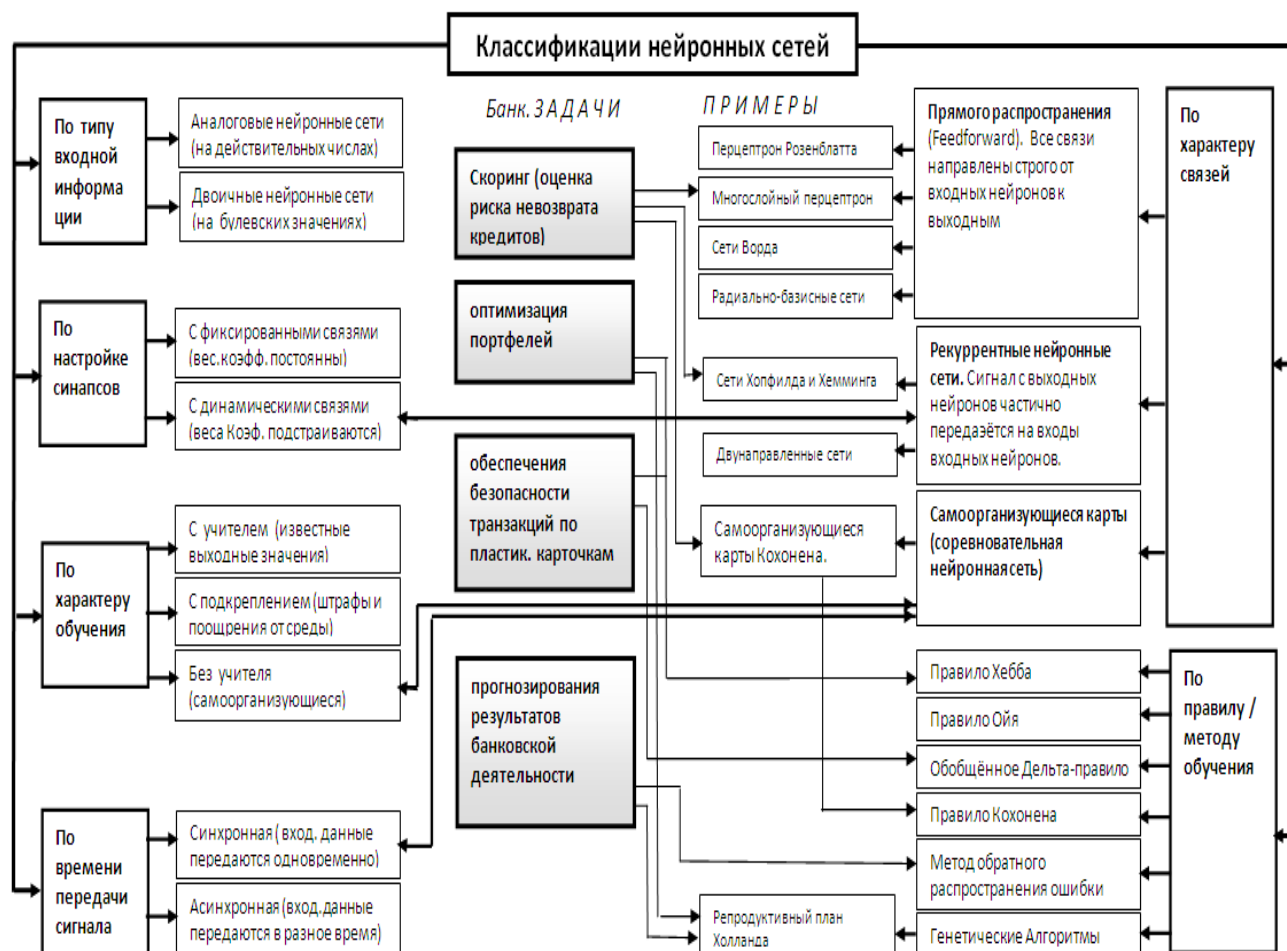 Классификации нейронных сетей
По типу
входной
информа
ции
Аналоговые нейронные сети
(на действительных числах)
Двоичные нейронные сети
(на булевских значениях)
По
настройке
синапсов
С фиксированными связями
(вес.коэфф. постоянны)
С динамическими связями
(веса Коэф. подстраиваются)
По
характеру
обучения
С учителем (известные
выходные значения)
С подкреплением (штрафы и
поощрения от среды)
Без учителя
(самоорганизующиеся)
По
времени
передачи
сигнала
Синхронная( вход. данные
передаются одновременно)
Асинхронная(вход.данные
передаются в разное время)
Банк. ЗАДАЧИ
Скоринг (оценка
риска невозврата
кредитов)
оптимизация
портфелей
обеспечения
безопасности
транзакций по
пластик. карточкам
прогнозирования
результатов
банковской
деятельности
ПРИМЕРЫ
Перцептрон Розенблатта
Многослойный перцептрон
Сети Ворда
Радиально-базисные сети
Сети Хопфилда и Хемминга
Двунаправленные сети
Самоорганизующиеся
карты Кохонена.
Репродуктивный план
Холланда
Прямого распространения
(Feedforward). Все связи
направлены строго от
входных нейронов к
выходным
Рекуррентные нейронные
сети. Сигнал с выходных
нейронов частично
передаэётся на входы
входных нейронов.
Самоорганизующиеся карты
(соревновательная
нейронная сеть)
Правило Хебба
Правило Ойя
Обобщённое Дельта-правило
Правило Кохонена
Метод обратного
распространения ошибки
Генетические Алгоритмы
По
характеру
связей
По
правилу /
методу
обучения